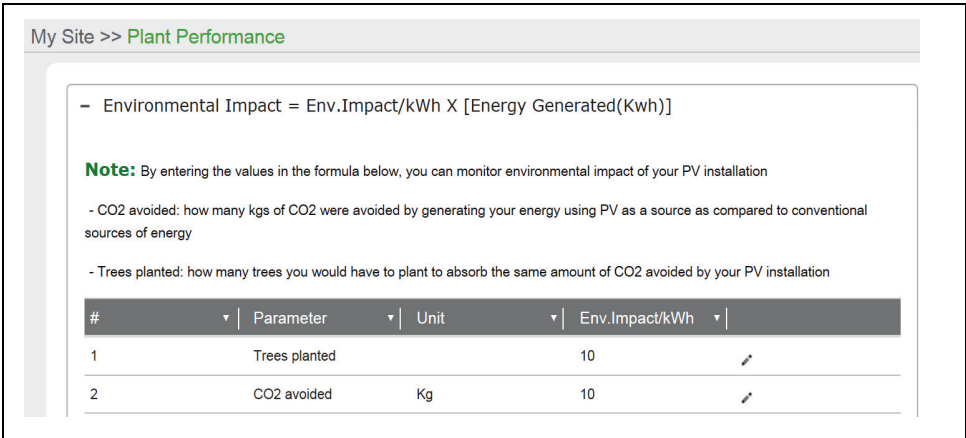 My Site >> Plant Performance
− Environmental Impact = Env.Impact/kWh X [Energy Generated(Kwh)]
Note: By entering the values in the formula below, you can monitor environmental impact of your PV installation
- CO2 avoided: how many kgs of CO2 were avoided by generating your energy using PV as a source as compared to conventional
sources of energy
- Trees planted: how many trees you would have to plant to absorb the same amount of CO2 avoided by your PV installation
# Parameter Unit Env.Impact/kWh
1 Trees planted 10
2 CO2 avoided Kg 10